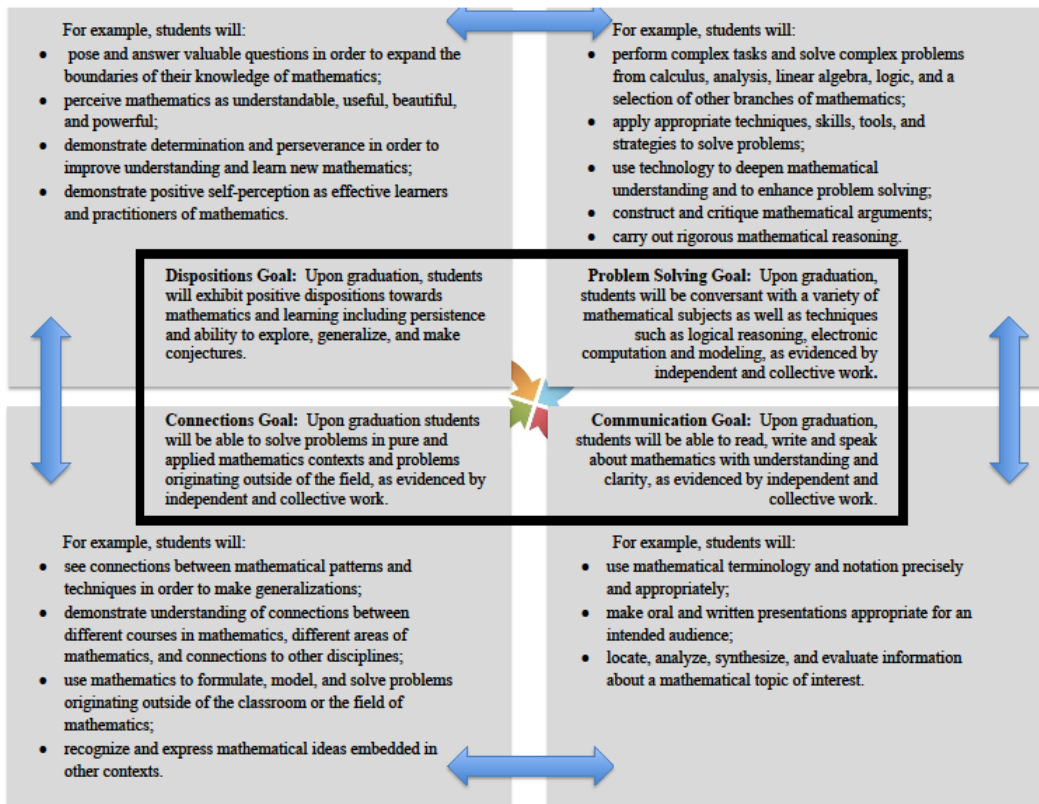 For example, students will:
• pose and answer valuable questions in order to expand the
boundaries of their knowledge of mathematics;
• perceive mathematics as understandable, useful, beautiful,
and powerful;
• demonstrate determination and perseverance in order to
improve understanding and learn new mathematics;
• demonstrate positive self-perception as effective learners
and practitioners of mathematics.
For example, students will:
• perform complex tasks and solve complex problems
from calculus, analysis, linear algebra, logic, and a
selection of other branches of mathematics;
• apply appropriate techniques, skills, tools, and
strategies to solve problems;
• use technology to deepen mathematical
understanding and to enhance problem solving;
• construct and critique mathematical arguments;
• carry out rigorous mathematical reasoning.
Dispositions Goal: Upon graduation, students
will exhibit positive dispositions towards
mathematics and learning including persistence
and ability to explore, generalize, and make
conjectures.
Problem Solving Goal: Upon graduation,
students will be conversant with a variety of
mathematical subjects as well as techniques
such as logical reasoning, electronic
computation and modeling, as evidenced by
independent and collective work.
Connections Goal: Upon graduation students
will be able to solve problems in pure and
applied mathematics contexts and problems
originating outside of the field, as evidenced by
independent and collective work.
Communication Goal: Upon graduation,
students will be able to read, write and speak
about mathematics with understanding and
clarity, as evidenced by independent and
collective work.
For example, students will:
• see connections between mathematical patterns and
techniques in order to make generalizations;
• demonstrate understanding of connections between
different courses in mathematics, different areas of
mathematics, and connections to other disciplines;
• use mathematics to formulate, model, and solve problems
originating outside of the classroom or the field of
mathematics;
• recognize and express mathematical ideas embedded in
other contexts.
For example, students will:
• use mathematical terminology and notation precisely
and appropriately;
• make oral and written presentations appropriate for an
intended audience;
• locate, analyze, synthesize, and evaluate information
about a mathematical topic of interest.